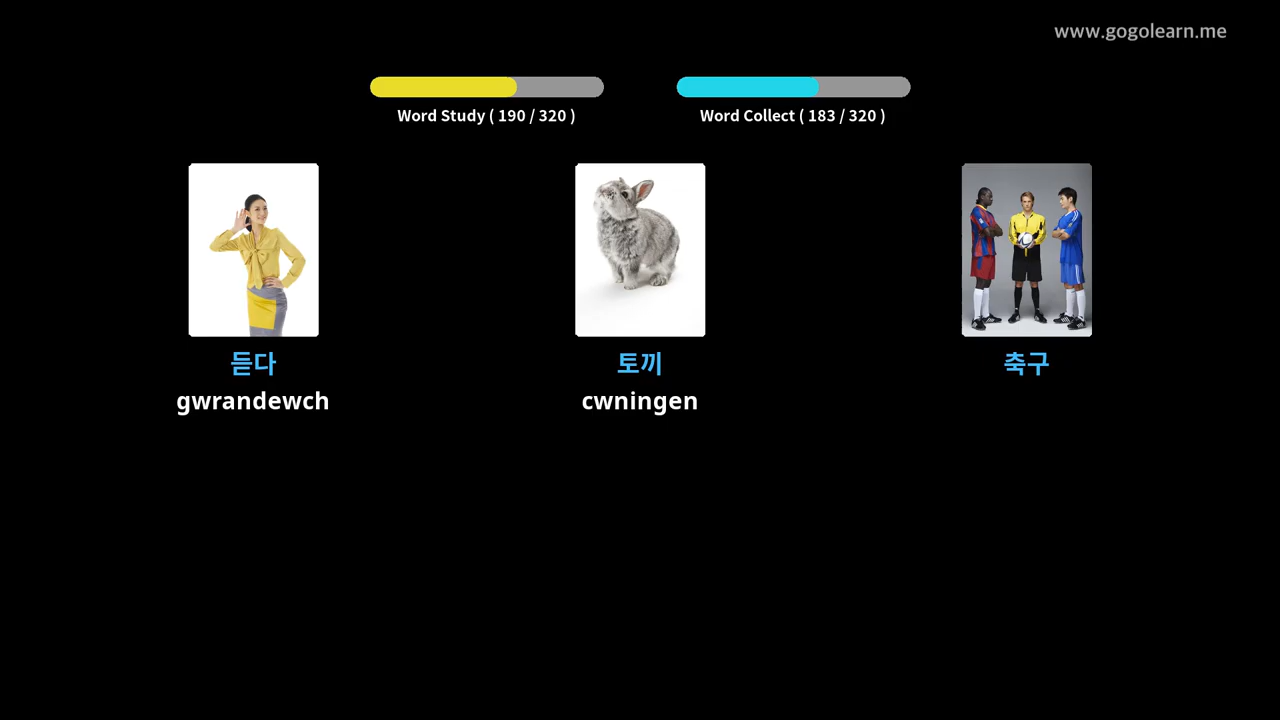 www.gogolearn.me
Word Study ( 190 / 320 )
Word Collect ( 183 / 320 )
듣다
gwrandewch
토끼
cwningen
축구